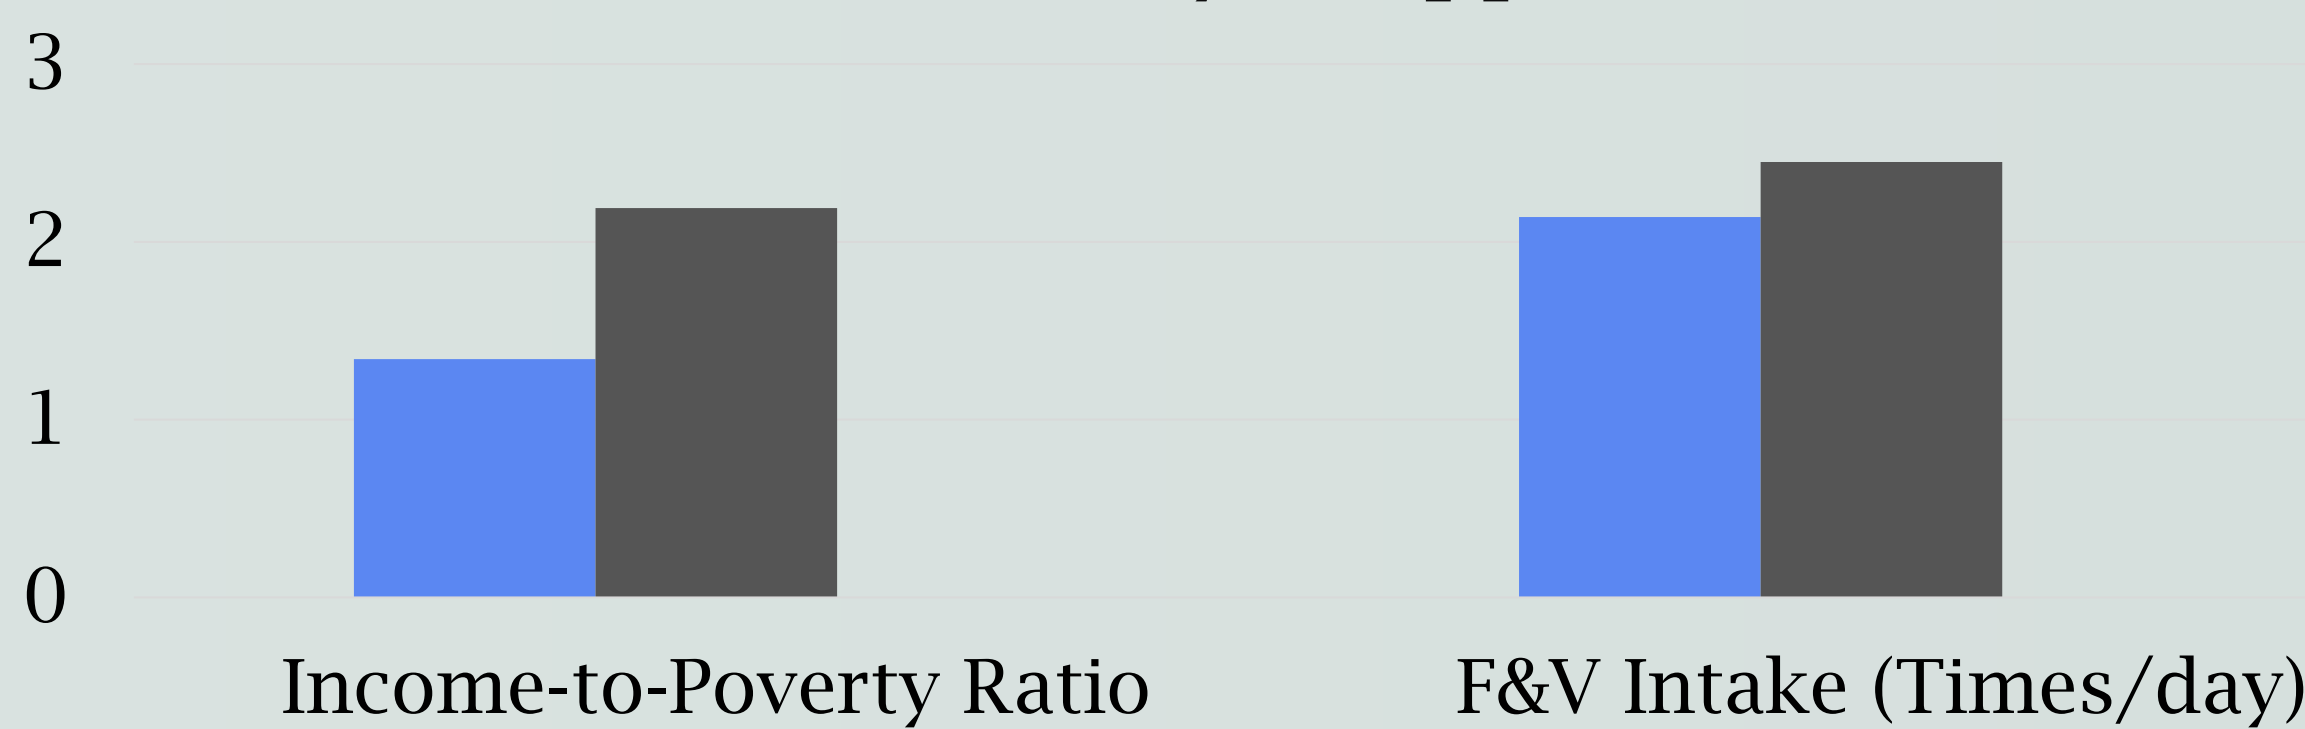 3
2
1
0
Income-to-Poverty Ratio
F&V Intake (Times/day)